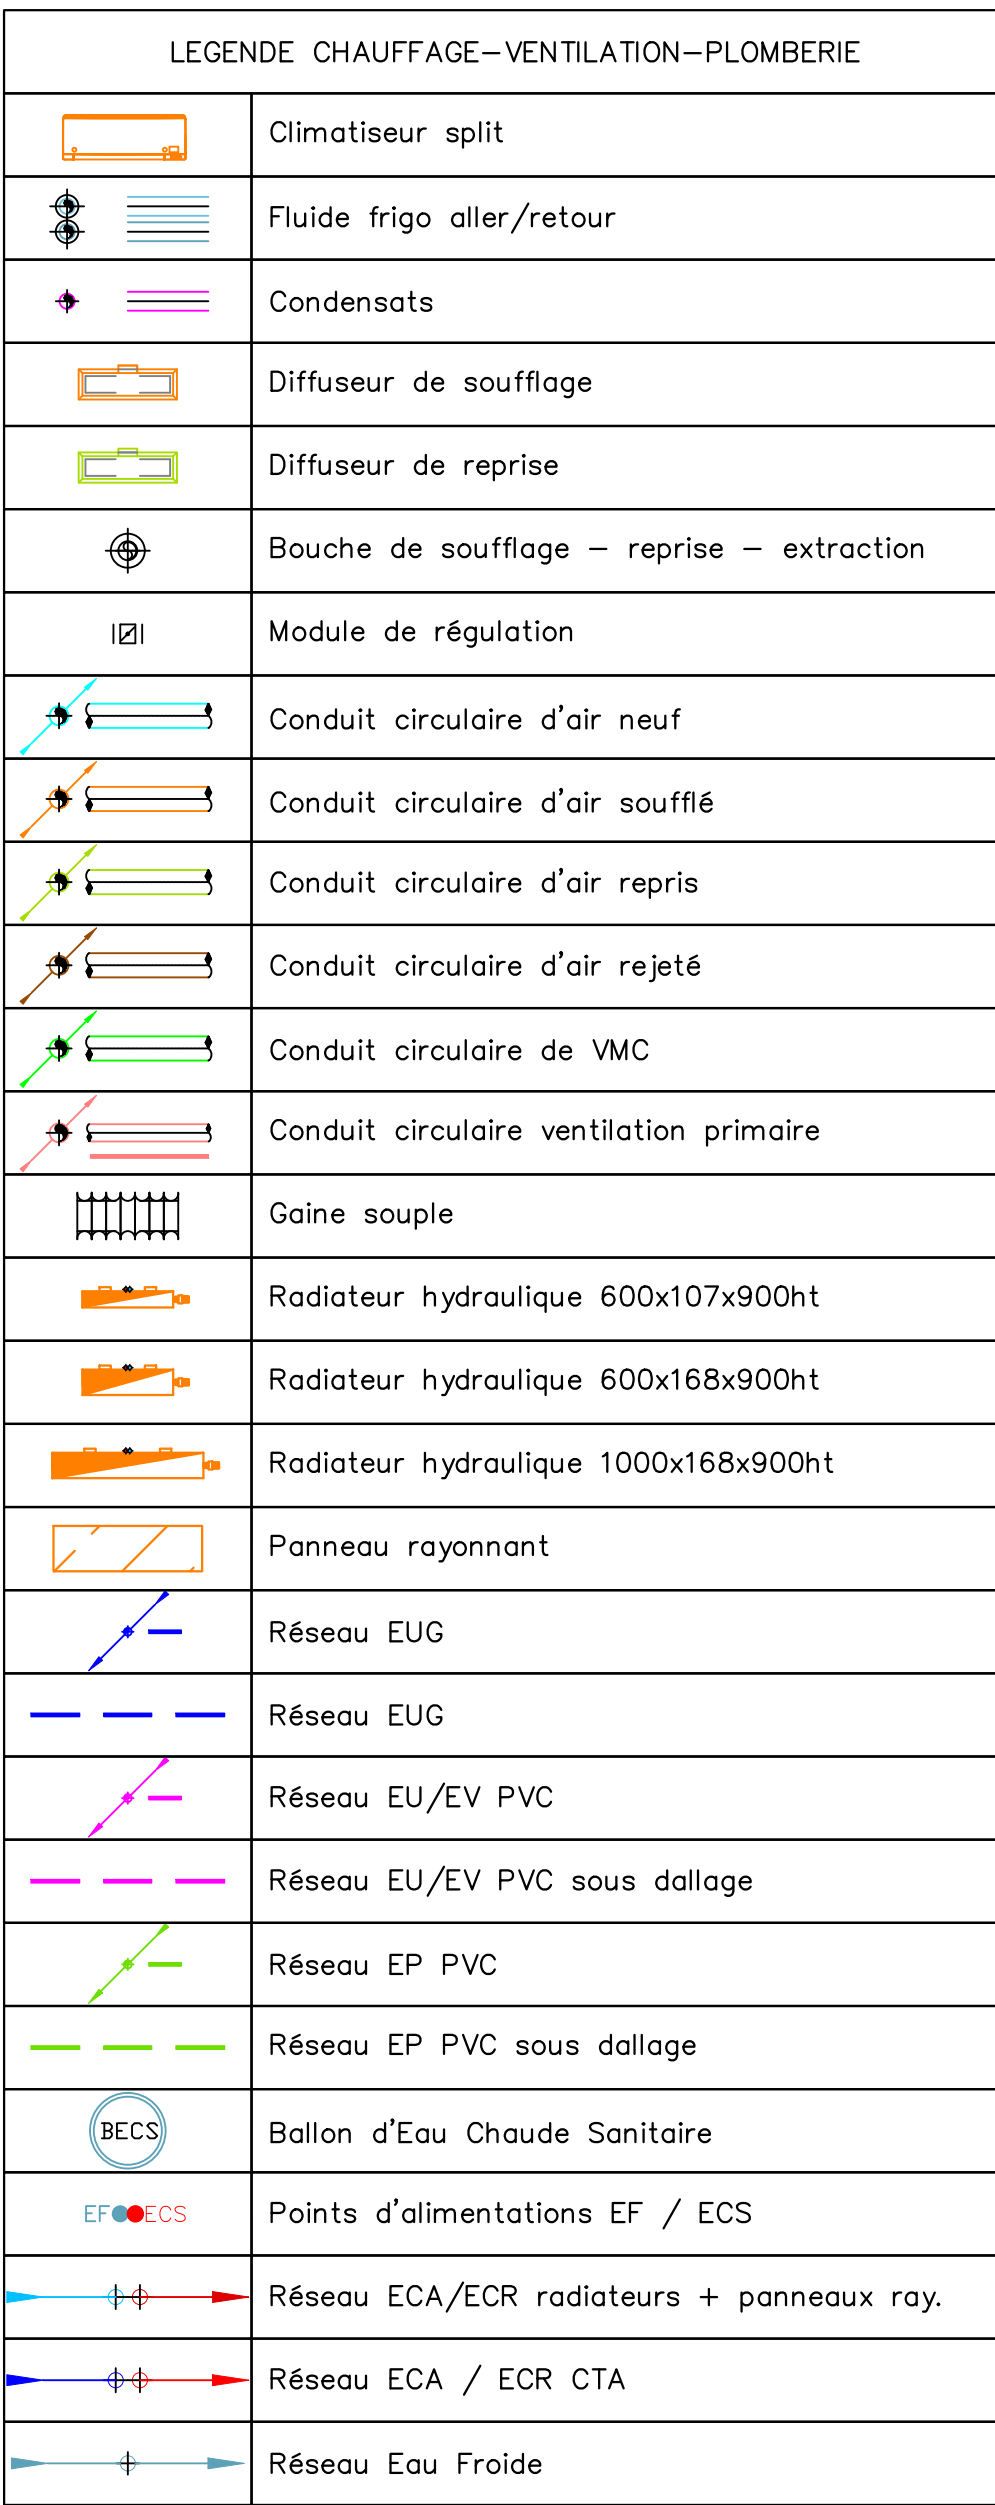 LEGENDE CHAUFFAGE-VENTILATION-PLOMBERIE
Climatiseur split
Fluide frigo aller/retour
Condensats
Diffuseur de soufflage
Diffuseur de reprise
Bouche de soufflage - reprise - extraction
Module de régulation
Conduit circulaire d'air neuf
Conduit circulaire d'air soufflé
Conduit circulaire d'air repris
Conduit circulaire d'air rejeté
Conduit circulaire de VMC
Conduit circulaire ventilation primaire
Gaine souple
Radiateur hydraulique 600x107x900ht
Radiateur hydraulique 600x168x900ht
Radiateur hydraulique 1000x168x900ht
Panneau rayonnant
Réseau EUG
Réseau EUG
Réseau EU/EV PVC
Réseau EU/EV PVC sous dallage
Réseau EP PVC
Réseau EP PVC sous dallage
BECS Ballon d'Eau Chaude Sanitaire
EF ECS Points d'alimentations EF / ECS
Réseau ECA/ECR radiateurs + panneaux ray.
Réseau ECA / ECR CTA
Réseau Eau Froide